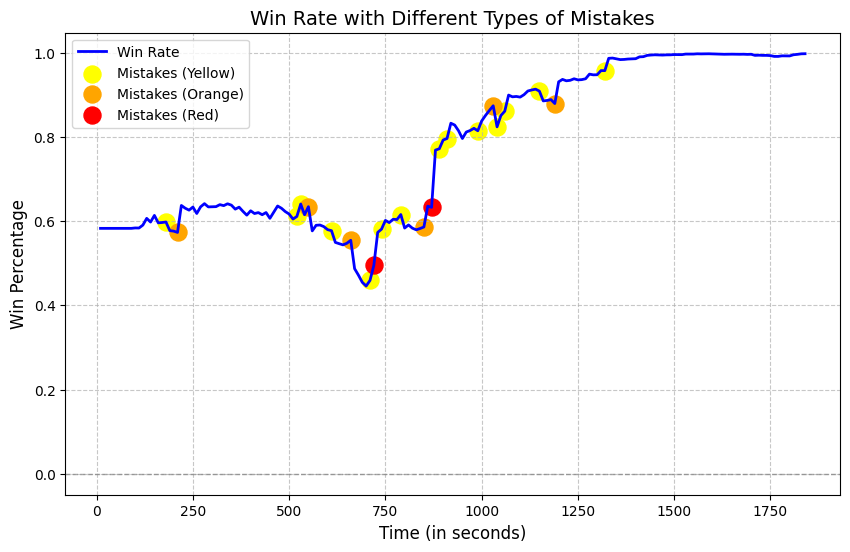 Win Rate with Different Types of Mistakes
Win Rate
Mistakes (Yellow)
Mistakes (Orange)
Mistakes (Red)
Win Percentage
1.0
0.8
0.6
0.4
0.2
0.0
0 250 500 750 1000 1250 1500 1750
Time (in seconds)